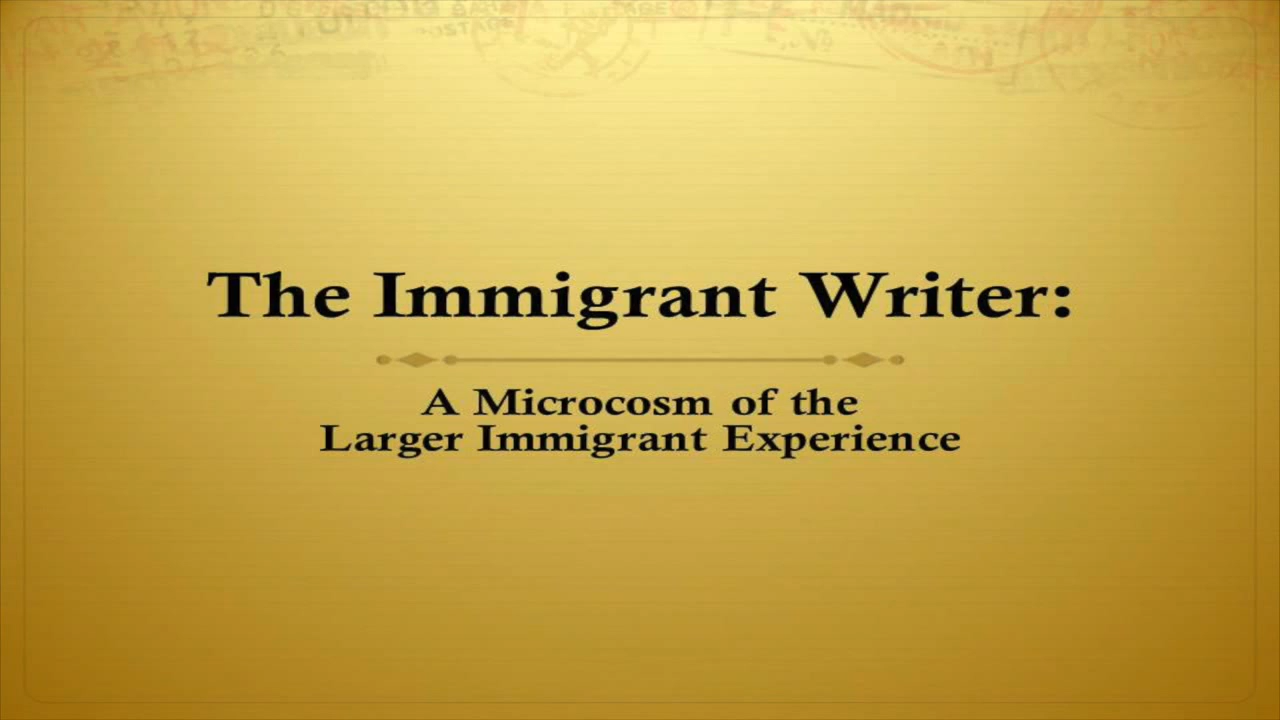 The Immigrant Writer:
A Microcosm of the
Larger Immigrant Experience